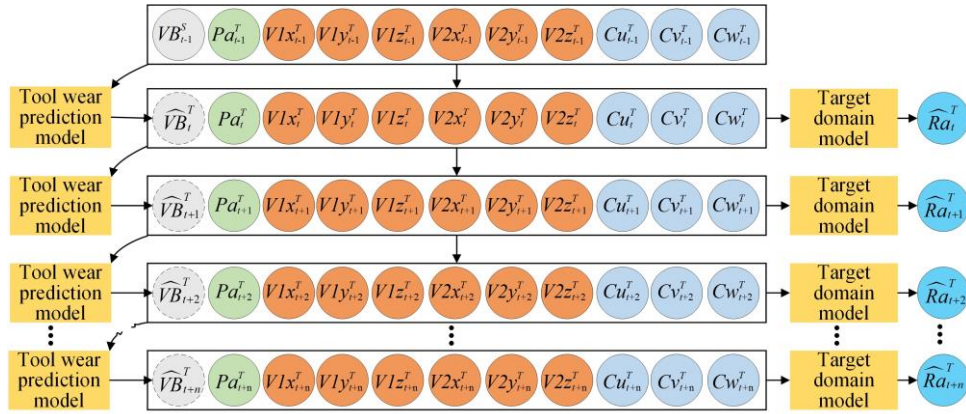 VB^S_{t-1} Pa^T_{t-1} V1x^T_{t-1} V1y^T_{t-1} V1z^T_{t-1} V2x^T_{t-1} V2y^T_{t-1} V2z^T_{t-1} Cu^T_{t-1} Cv^T_{t-1} Cw^T_{t-1}
Tool wear
prediction
model
\widehat{VB}^T_t Pa^T_t V1x^T_t V1y^T_t V1z^T_t V2x^T_t V2y^T_t V2z^T_t Cu^T_t Cv^T_t Cw^T_t
Target
domain
model
\widehat{Ra}^T_t
Tool wear
prediction
model
\widehat{VB}^T_{t+1} Pa^T_{t+1} V1x^T_{t+1} V1y^T_{t+1} V1z^T_{t+1} V2x^T_{t+1} V2y^T_{t+1} V2z^T_{t+1} Cu^T_{t+1} Cv^T_{t+1} Cw^T_{t+1}
Target
domain
model
\widehat{Ra}^T_{t+1}
Tool wear
prediction
model
\widehat{VB}^T_{t+2} Pa^T_{t+2} V1x^T_{t+2} V1y^T_{t+2} V1z^T_{t+2} V2x^T_{t+2} V2y^T_{t+2} V2z^T_{t+2} Cu^T_{t+2} Cv^T_{t+2} Cw^T_{t+2}
Target
domain
model
\widehat{Ra}^T_{t+2}
Tool wear
prediction
model
\widehat{VB}^T_{t+n} Pa^T_{t+n} V1x^T_{t+n} V1y^T_{t+n} V1z^T_{t+n} V2x^T_{t+n} V2y^T_{t+n} V2z^T_{t+n} Cu^T_{t+n} Cv^T_{t+n} Cw^T_{t+n}
Target
domain
model
\widehat{Ra}^T_{t+n}